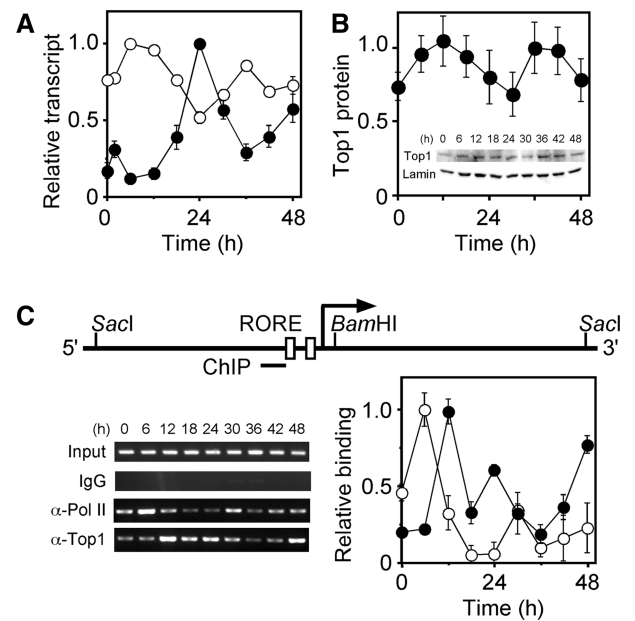 A
Relative transcript
1.0
0.5
0
0
24
48
Time (h)
B
Top1 protein
1.0
0.5
0
(h) 0 6 12 18 24 30 36 42 48
Top1
Lamin
0
24
48
Time (h)
C
SacI
RORE
BamHI
SacI
5'
3'
ChIP
(h) 0 6 12 18 24 30 36 42 48
Input
IgG
α-Pol II
α-Top1
Relative binding
1.0
0.5
0
0
24
48
Time (h)